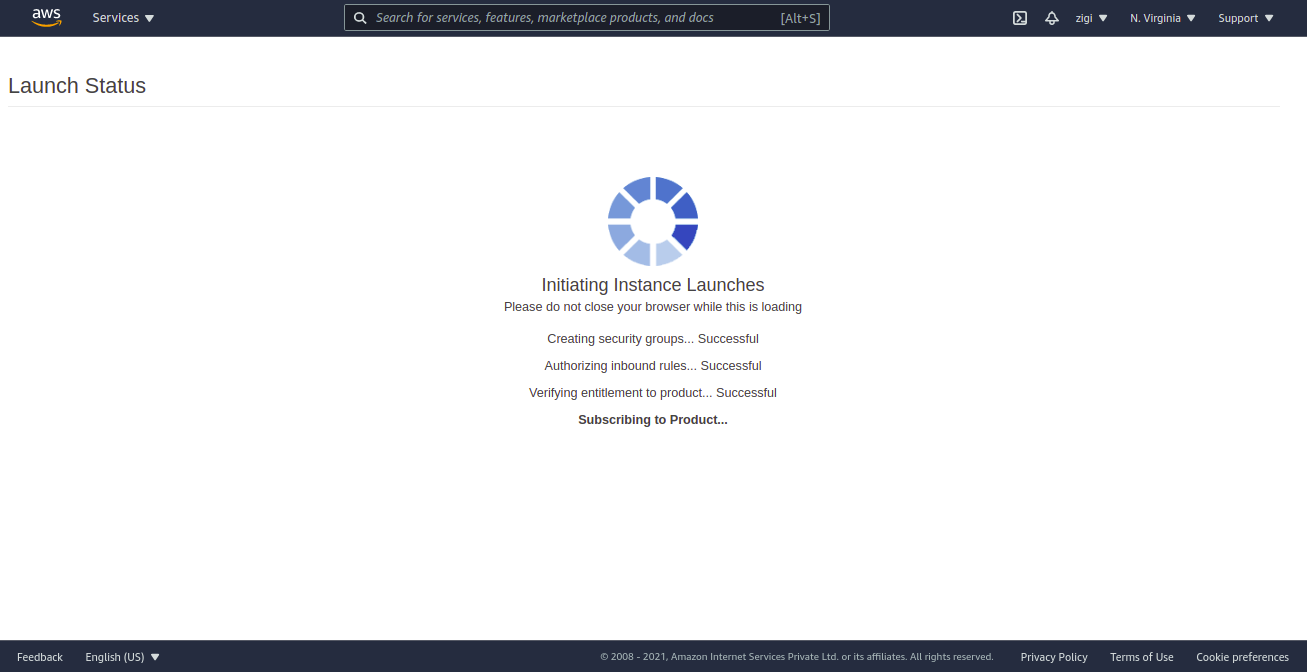 aws Services Search for services, features, marketplace products, and docs [Alt+S] zigi N. Virginia Support
Launch Status
Initiating Instance Launches
Please do not close your browser while this is loading
Creating security groups... Successful
Authorizing inbound rules... Successful
Verifying entitlement to product... Successful
Subscribing to Product...
Feedback English (US) © 2008 - 2021, Amazon Internet Services Private Ltd. or its affiliates. All rights reserved. Privacy Policy Terms of Use Cookie preferences